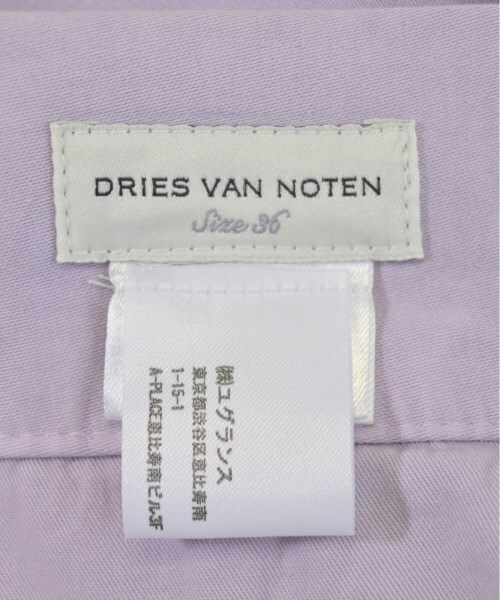 DRIES VAN NOTEN
Size 36
㈱ユグランス
東京都渋谷区恵比寿南
1-15-1
A-PLACE恵比寿南ビル3F